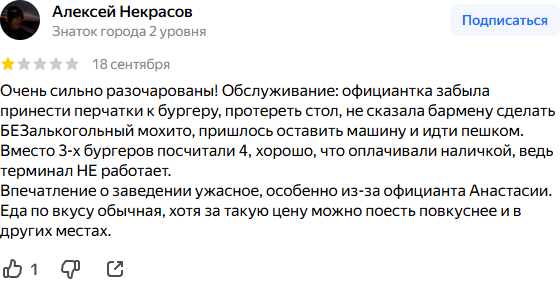 Алексей Некрасов
Подписаться
Знаток города 2 уровня
18 сентября
Очень сильно разочарованы! Обслуживание: официантка забыла
принести перчатки к бургеру, протереть стол, не сказала бармену сделать
БЕЗалькогольный мохито, пришлось оставить машину и идти пешком.
Вместо 3-х бургеров посчитали 4, хорошо, что оплачивали наличкой, ведь
терминал НЕ работает.
Впечатление о заведении ужасное, особенно из-за официанта Анастасии.
Еда по вкусу обычная, хотя за такую цену можно поесть повкуснее и в
других местах.
1